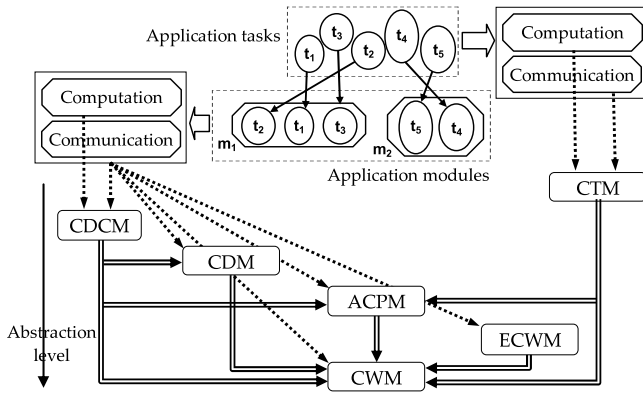 Application tasks
t1
t3
t2
t4
t5
Computation
Communication
Computation
Communication
m1
t2
t1
t3
m2
t5
t4
Application modules
CTM
CDCM
CDM
ACPM
Abstraction
level
ECWM
CWM